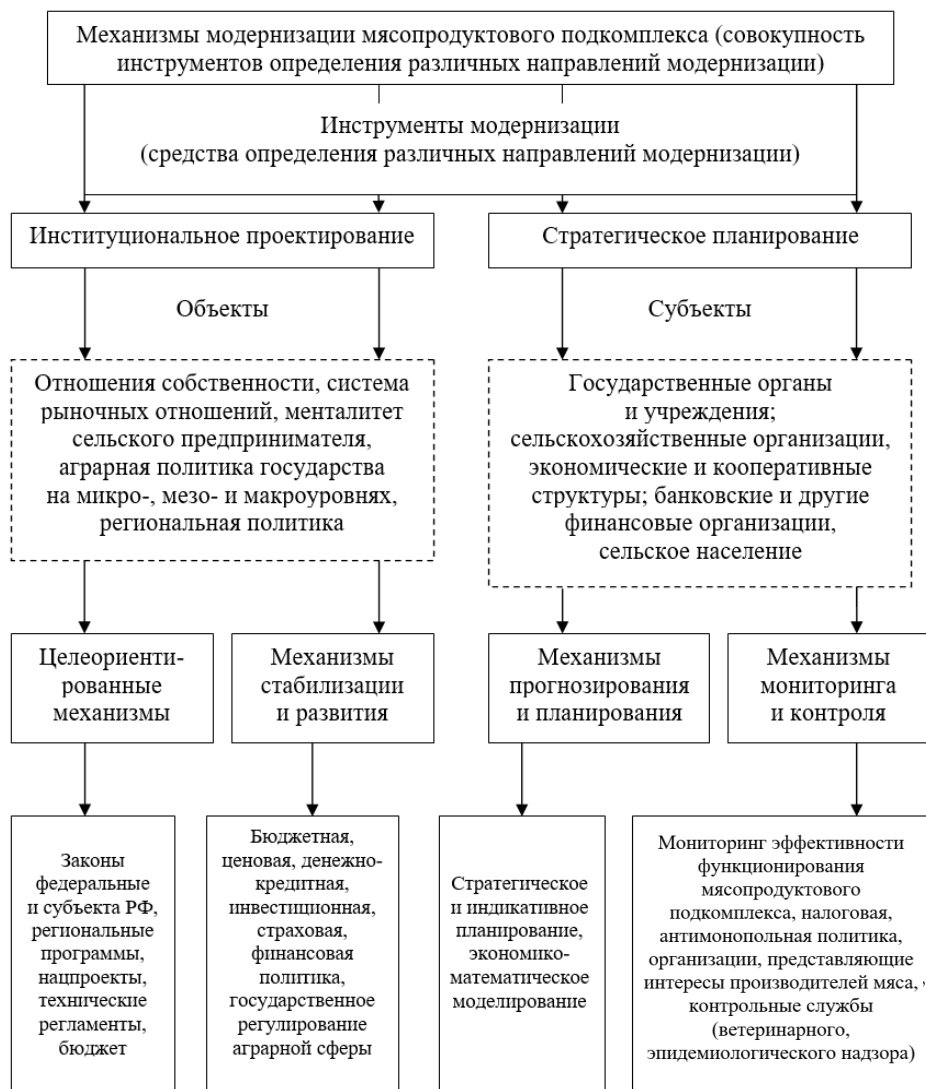 Механизмы модернизации мясопродуктового подкомплекса (совокупность
инструментов определения различных направлений модернизации)
Инструменты модернизации
(средства определения различных направлений модернизации)
Институциональное проектирование
Стратегическое планирование
Объекты
Субъекты
Отношения собственности, система
рыночных отношений, менталитет
сельского предпринимателя,
аграрная политика государства
на микро-, мезо- и макроуровнях,
региональная политика
Государственные органы
и учреждения;
сельскохозяйственные организации,
экономические и кооперативные
структуры; банковские и другие
финансовые организации,
сельское население
Целеориенти-
рованные
механизмы
Механизмы
стабилизации
и развития
Механизмы
прогнозирования
и планирования
Механизмы
мониторинга
и контроля
Законы
федеральные
и субъекта РФ,
региональные
программы,
нацпроекты,
технические
регламенты,
бюджет
Бюджетная,
ценовая, денежно-
кредитная,
инвестиционная,
страховая,
финансовая
политика,
государственное
регулирование
аграрной сферы
Стратегическое
и индикативное
планирование,
экономико-
математическое
моделирование
Мониторинг эффективности
функционирования
мясопродуктового
подкомплекса, налоговая,
антимонопольная политика,
организации, представляющие
интересы производителей мяса,
контрольные службы
(ветеринарного,
эпидемиологического надзора)